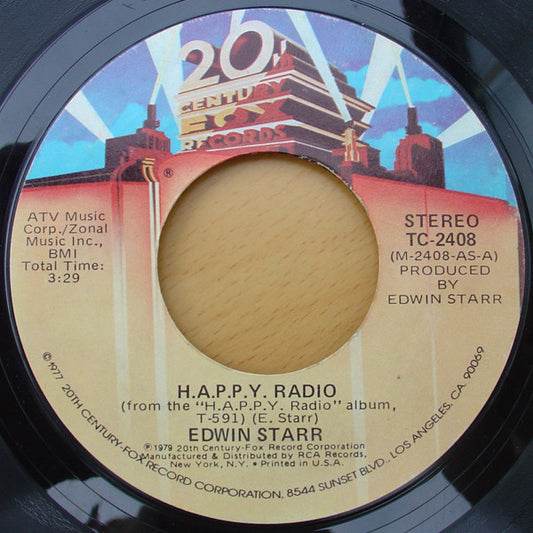 20th
CENTURY
FOX
RECORDS
®
ATV Music
Corp./Zonal
Music Inc.,
BMI
Total Time:
3:29
STEREO
TC-2408
(M-2408-AS-A)
PRODUCED
BY
EDWIN STARR
H.A.P.P.Y. RADIO
(from the "H.A.P.P.Y. Radio" album,
T-591) (E. Starr)
EDWIN STARR
℗1979 20th Century-Fox Record Corporation
Manufactured & Distributed by RCA Records,
New York, N.Y. • Printed in U.S.A.
©1977 20TH CENTURY-FOX RECORD CORPORATION, 8544 SUNSET BLVD., LOS ANGELES, CA. 90069